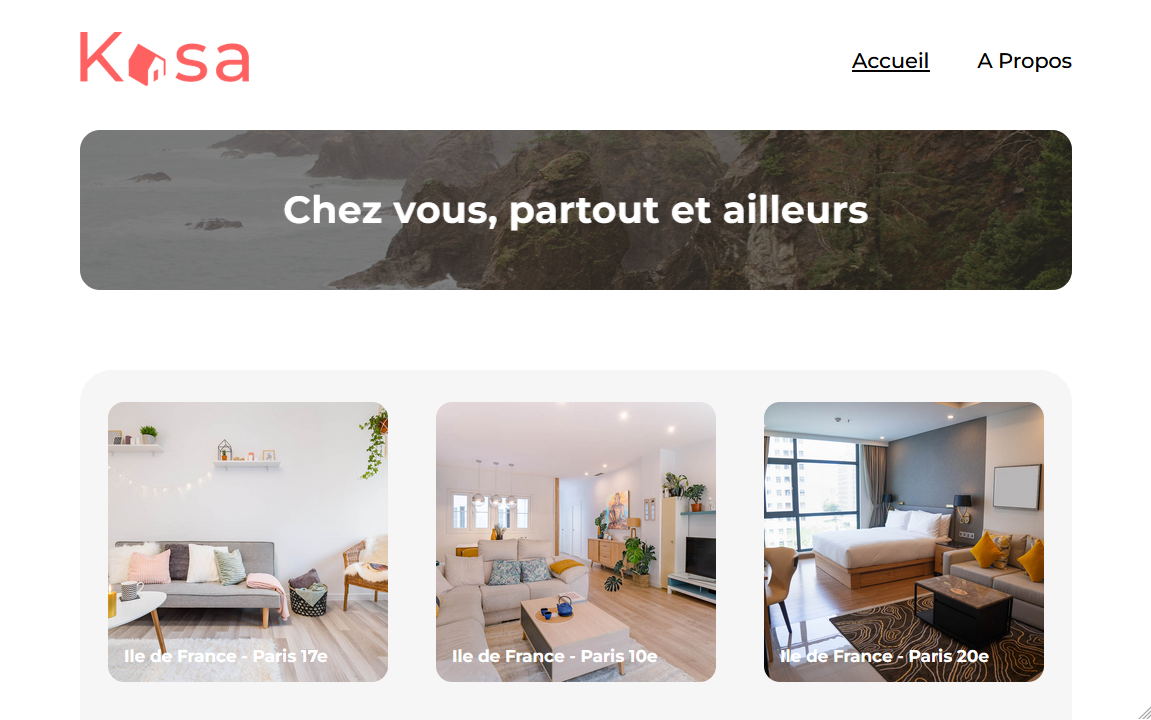 Kasa
Accueil
A Propos
Chez vous, partout et ailleurs
Ile de France - Paris 17e
Ile de France - Paris 10e
Ile de France - Paris 20e